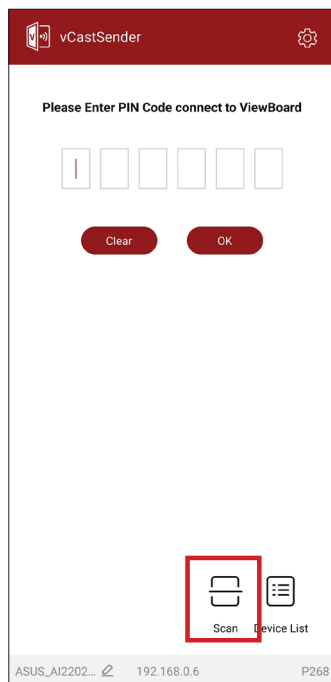 vCastSender
Please Enter PIN Code connect to ViewBoard
Clear OK
Scan Device List
ASUS_AI2202... 192.168.0.6 P268